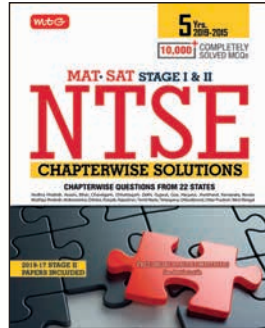 mtG
5 Yrs.
2019-2015
10,000+ COMPLETELY
SOLVED MCQs
MAT• SAT STAGE I & II
NTSE
CHAPTERWISE SOLUTIONS
CHAPTERWISE QUESTIONS FROM 22 STATES
2019-17 STAGE II
PAPERS INCLUDED